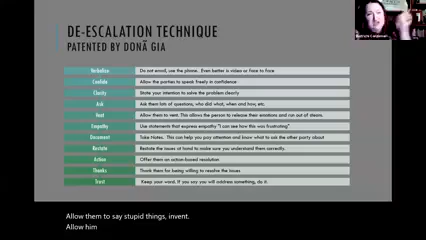 DE-ESCALATION TECHNIQUE
PATENTED BY DONÃ GIA
Verbalize Do not email, use the phone. Even better is video or face to face
Confide Allow the parties to speak freely in confidence
Clarity State your intention to solve the problem clearly
Ask Ask them lots of questions, who did what, when and how, etc.
Vent Allow them to vent. This allows the person to release their emotions and run out of steam.
Empathy Use statements that express empathy "I can see how this was frustrating"
Document Take Notes. This can help you pay attention and know what to ask the other party about
Restate Restate the issues at hand to make sure you understand them correctly.
Action Offer them an action-based resolution
Thanks Thank them for being willing to resolve the issues
Trust Keep your word. If you say you will address something, do it.
Allow them to say stupid things, invent.
Allow him